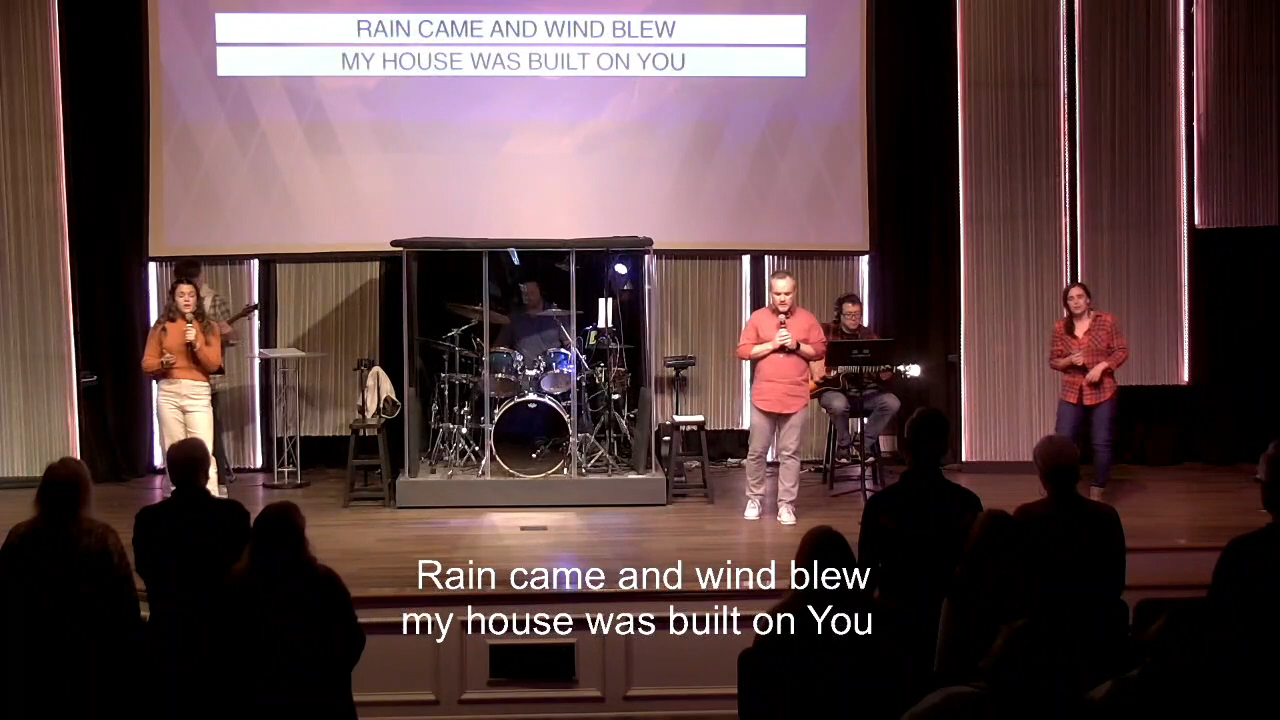 RAIN CAME AND WIND BLEW
MY HOUSE WAS BUILT ON YOU
Rain came and wind blew
my house was built on You